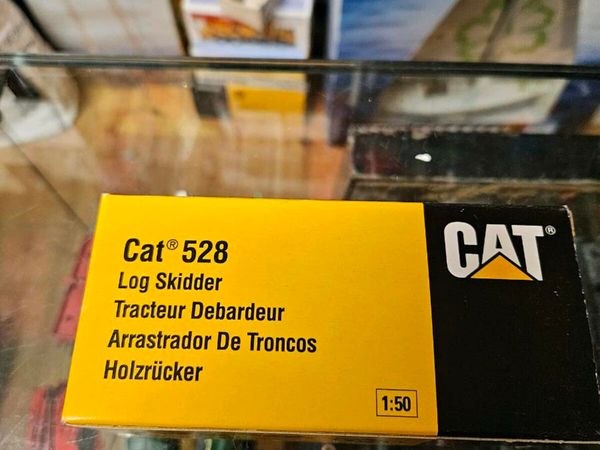 Cat® 528
Log Skidder
Tracteur Debardeur
Arrastrador De Troncos
Holzrücker
1:50
CAT®